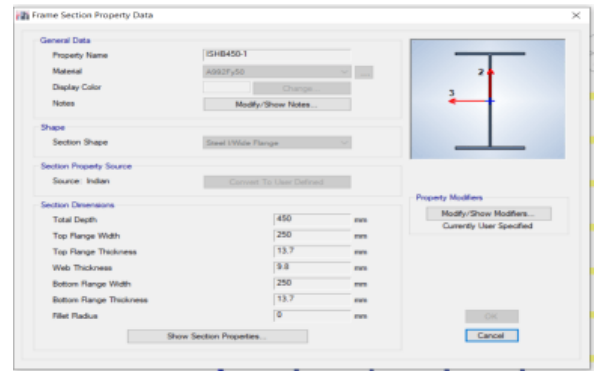 Frame Section Property Data
General Data
Property Name ISHB450-1
Material A992Fy50 ...
Display Color Change...
Notes Modify/Show Notes...
Shape
Section Shape Steel I/Wide Flange
Section Property Source
Source: Indian Convert To User Defined
Section Dimensions
Total Depth 450 mm
Top Flange Width 250 mm
Top Flange Thickness 13.7 mm
Web Thickness 9.8 mm
Bottom Flange Width 250 mm
Bottom Flange Thickness 13.7 mm
Fillet Radius 0 mm
Show Section Properties...
2
3
Property Modifiers
Modify/Show Modifiers...
Currently User Specified
OK
Cancel